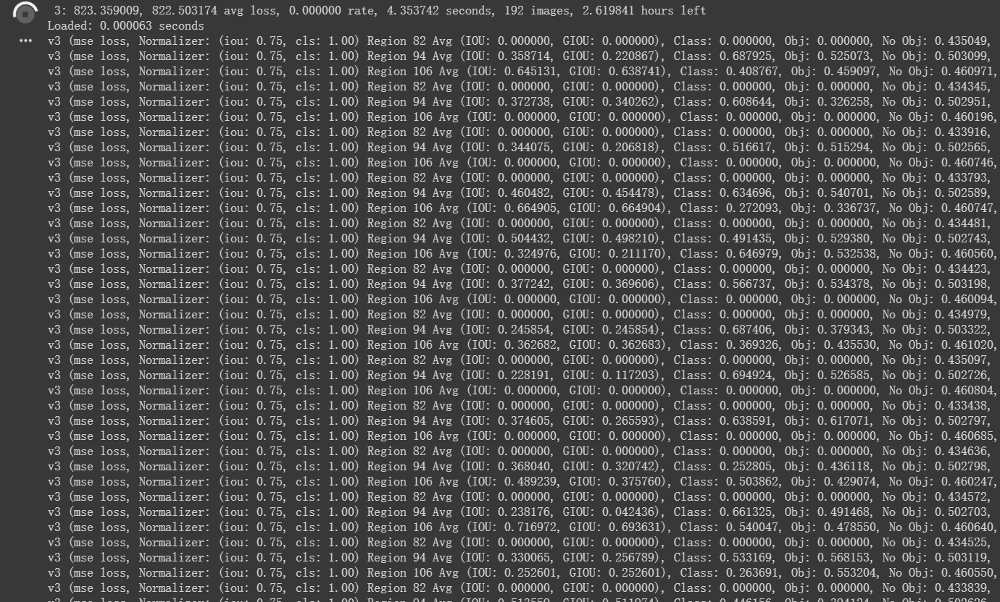 3: 823.359009, 822.503174 avg loss, 0.000000 rate, 4.353742 seconds, 192 images, 2.619841 hours left
Loaded: 0.000063 seconds
v3 (mse loss, Normalizer: (iou: 0.75, cls: 1.00) Region 82 Avg (IOU: 0.000000, GIOU: 0.000000), Class: 0.000000, Obj: 0.000000, No Obj: 0.435049,
v3 (mse loss, Normalizer: (iou: 0.75, cls: 1.00) Region 94 Avg (IOU: 0.358714, GIOU: 0.220867), Class: 0.687925, Obj: 0.525073, No Obj: 0.503099,
v3 (mse loss, Normalizer: (iou: 0.75, cls: 1.00) Region 106 Avg (IOU: 0.645131, GIOU: 0.638741), Class: 0.408767, Obj: 0.459097, No Obj: 0.460971,
v3 (mse loss, Normalizer: (iou: 0.75, cls: 1.00) Region 82 Avg (IOU: 0.000000, GIOU: 0.000000), Class: 0.000000, Obj: 0.000000, No Obj: 0.434345,
v3 (mse loss, Normalizer: (iou: 0.75, cls: 1.00) Region 94 Avg (IOU: 0.372738, GIOU: 0.340262), Class: 0.608644, Obj: 0.326258, No Obj: 0.502951,
v3 (mse loss, Normalizer: (iou: 0.75, cls: 1.00) Region 106 Avg (IOU: 0.000000, GIOU: 0.000000), Class: 0.000000, Obj: 0.000000, No Obj: 0.460196,
v3 (mse loss, Normalizer: (iou: 0.75, cls: 1.00) Region 82 Avg (IOU: 0.000000, GIOU: 0.000000), Class: 0.000000, Obj: 0.000000, No Obj: 0.433916,
v3 (mse loss, Normalizer: (iou: 0.75, cls: 1.00) Region 94 Avg (IOU: 0.344075, GIOU: 0.206818), Class: 0.516617, Obj: 0.515294, No Obj: 0.502565,
v3 (mse loss, Normalizer: (iou: 0.75, cls: 1.00) Region 106 Avg (IOU: 0.000000, GIOU: 0.000000), Class: 0.000000, Obj: 0.000000, No Obj: 0.460746,
v3 (mse loss, Normalizer: (iou: 0.75, cls: 1.00) Region 82 Avg (IOU: 0.000000, GIOU: 0.000000), Class: 0.000000, Obj: 0.000000, No Obj: 0.433793,
v3 (mse loss, Normalizer: (iou: 0.75, cls: 1.00) Region 94 Avg (IOU: 0.460482, GIOU: 0.454478), Class: 0.634696, Obj: 0.540701, No Obj: 0.502589,
v3 (mse loss, Normalizer: (iou: 0.75, cls: 1.00) Region 106 Avg (IOU: 0.664905, GIOU: 0.664904), Class: 0.272093, Obj: 0.336737, No Obj: 0.460747,
v3 (mse loss, Normalizer: (iou: 0.75, cls: 1.00) Region 82 Avg (IOU: 0.000000, GIOU: 0.000000), Class: 0.000000, Obj: 0.000000, No Obj: 0.434481,
v3 (mse loss, Normalizer: (iou: 0.75, cls: 1.00) Region 94 Avg (IOU: 0.504432, GIOU: 0.498210), Class: 0.491435, Obj: 0.529380, No Obj: 0.502743,
v3 (mse loss, Normalizer: (iou: 0.75, cls: 1.00) Region 106 Avg (IOU: 0.324976, GIOU: 0.211170), Class: 0.646979, Obj: 0.532538, No Obj: 0.460560,
v3 (mse loss, Normalizer: (iou: 0.75, cls: 1.00) Region 82 Avg (IOU: 0.000000, GIOU: 0.000000), Class: 0.000000, Obj: 0.000000, No Obj: 0.434423,
v3 (mse loss, Normalizer: (iou: 0.75, cls: 1.00) Region 94 Avg (IOU: 0.377242, GIOU: 0.369606), Class: 0.566737, Obj: 0.534378, No Obj: 0.503198,
v3 (mse loss, Normalizer: (iou: 0.75, cls: 1.00) Region 106 Avg (IOU: 0.000000, GIOU: 0.000000), Class: 0.000000, Obj: 0.000000, No Obj: 0.460094,
v3 (mse loss, Normalizer: (iou: 0.75, cls: 1.00) Region 82 Avg (IOU: 0.000000, GIOU: 0.000000), Class: 0.000000, Obj: 0.000000, No Obj: 0.434979,
v3 (mse loss, Normalizer: (iou: 0.75, cls: 1.00) Region 94 Avg (IOU: 0.245854, GIOU: 0.245854), Class: 0.687406, Obj: 0.379343, No Obj: 0.503322,
v3 (mse loss, Normalizer: (iou: 0.75, cls: 1.00) Region 106 Avg (IOU: 0.362682, GIOU: 0.362683), Class: 0.369326, Obj: 0.435530, No Obj: 0.461020,
v3 (mse loss, Normalizer: (iou: 0.75, cls: 1.00) Region 82 Avg (IOU: 0.000000, GIOU: 0.000000), Class: 0.000000, Obj: 0.000000, No Obj: 0.435097,
v3 (mse loss, Normalizer: (iou: 0.75, cls: 1.00) Region 94 Avg (IOU: 0.228191, GIOU: 0.117203), Class: 0.694924, Obj: 0.526585, No Obj: 0.502726,
v3 (mse loss, Normalizer: (iou: 0.75, cls: 1.00) Region 106 Avg (IOU: 0.000000, GIOU: 0.000000), Class: 0.000000, Obj: 0.000000, No Obj: 0.460804,
v3 (mse loss, Normalizer: (iou: 0.75, cls: 1.00) Region 82 Avg (IOU: 0.000000, GIOU: 0.000000), Class: 0.000000, Obj: 0.000000, No Obj: 0.433438,
v3 (mse loss, Normalizer: (iou: 0.75, cls: 1.00) Region 94 Avg (IOU: 0.374605, GIOU: 0.265593), Class: 0.638591, Obj: 0.617071, No Obj: 0.502797,
v3 (mse loss, Normalizer: (iou: 0.75, cls: 1.00) Region 106 Avg (IOU: 0.000000, GIOU: 0.000000), Class: 0.000000, Obj: 0.000000, No Obj: 0.460685,
v3 (mse loss, Normalizer: (iou: 0.75, cls: 1.00) Region 82 Avg (IOU: 0.000000, GIOU: 0.000000), Class: 0.000000, Obj: 0.000000, No Obj: 0.434636,
v3 (mse loss, Normalizer: (iou: 0.75, cls: 1.00) Region 94 Avg (IOU: 0.368040, GIOU: 0.320742), Class: 0.252805, Obj: 0.436118, No Obj: 0.502798,
v3 (mse loss, Normalizer: (iou: 0.75, cls: 1.00) Region 106 Avg (IOU: 0.489239, GIOU: 0.375760), Class: 0.503862, Obj: 0.429074, No Obj: 0.460247,
v3 (mse loss, Normalizer: (iou: 0.75, cls: 1.00) Region 82 Avg (IOU: 0.000000, GIOU: 0.000000), Class: 0.000000, Obj: 0.000000, No Obj: 0.434572,
v3 (mse loss, Normalizer: (iou: 0.75, cls: 1.00) Region 94 Avg (IOU: 0.238176, GIOU: 0.042436), Class: 0.661325, Obj: 0.491468, No Obj: 0.502703,
v3 (mse loss, Normalizer: (iou: 0.75, cls: 1.00) Region 106 Avg (IOU: 0.716972, GIOU: 0.693631), Class: 0.540047, Obj: 0.478550, No Obj: 0.460640,
v3 (mse loss, Normalizer: (iou: 0.75, cls: 1.00) Region 82 Avg (IOU: 0.000000, GIOU: 0.000000), Class: 0.000000, Obj: 0.000000, No Obj: 0.434525,
v3 (mse loss, Normalizer: (iou: 0.75, cls: 1.00) Region 94 Avg (IOU: 0.330065, GIOU: 0.256789), Class: 0.533169, Obj: 0.568153, No Obj: 0.503119,
v3 (mse loss, Normalizer: (iou: 0.75, cls: 1.00) Region 106 Avg (IOU: 0.252601, GIOU: 0.252601), Class: 0.263691, Obj: 0.553204, No Obj: 0.460550,
v3 (mse loss, Normalizer: (iou: 0.75, cls: 1.00) Region 82 Avg (IOU: 0.000000, GIOU: 0.000000), Class: 0.000000, Obj: 0.000000, No Obj: 0.433839,